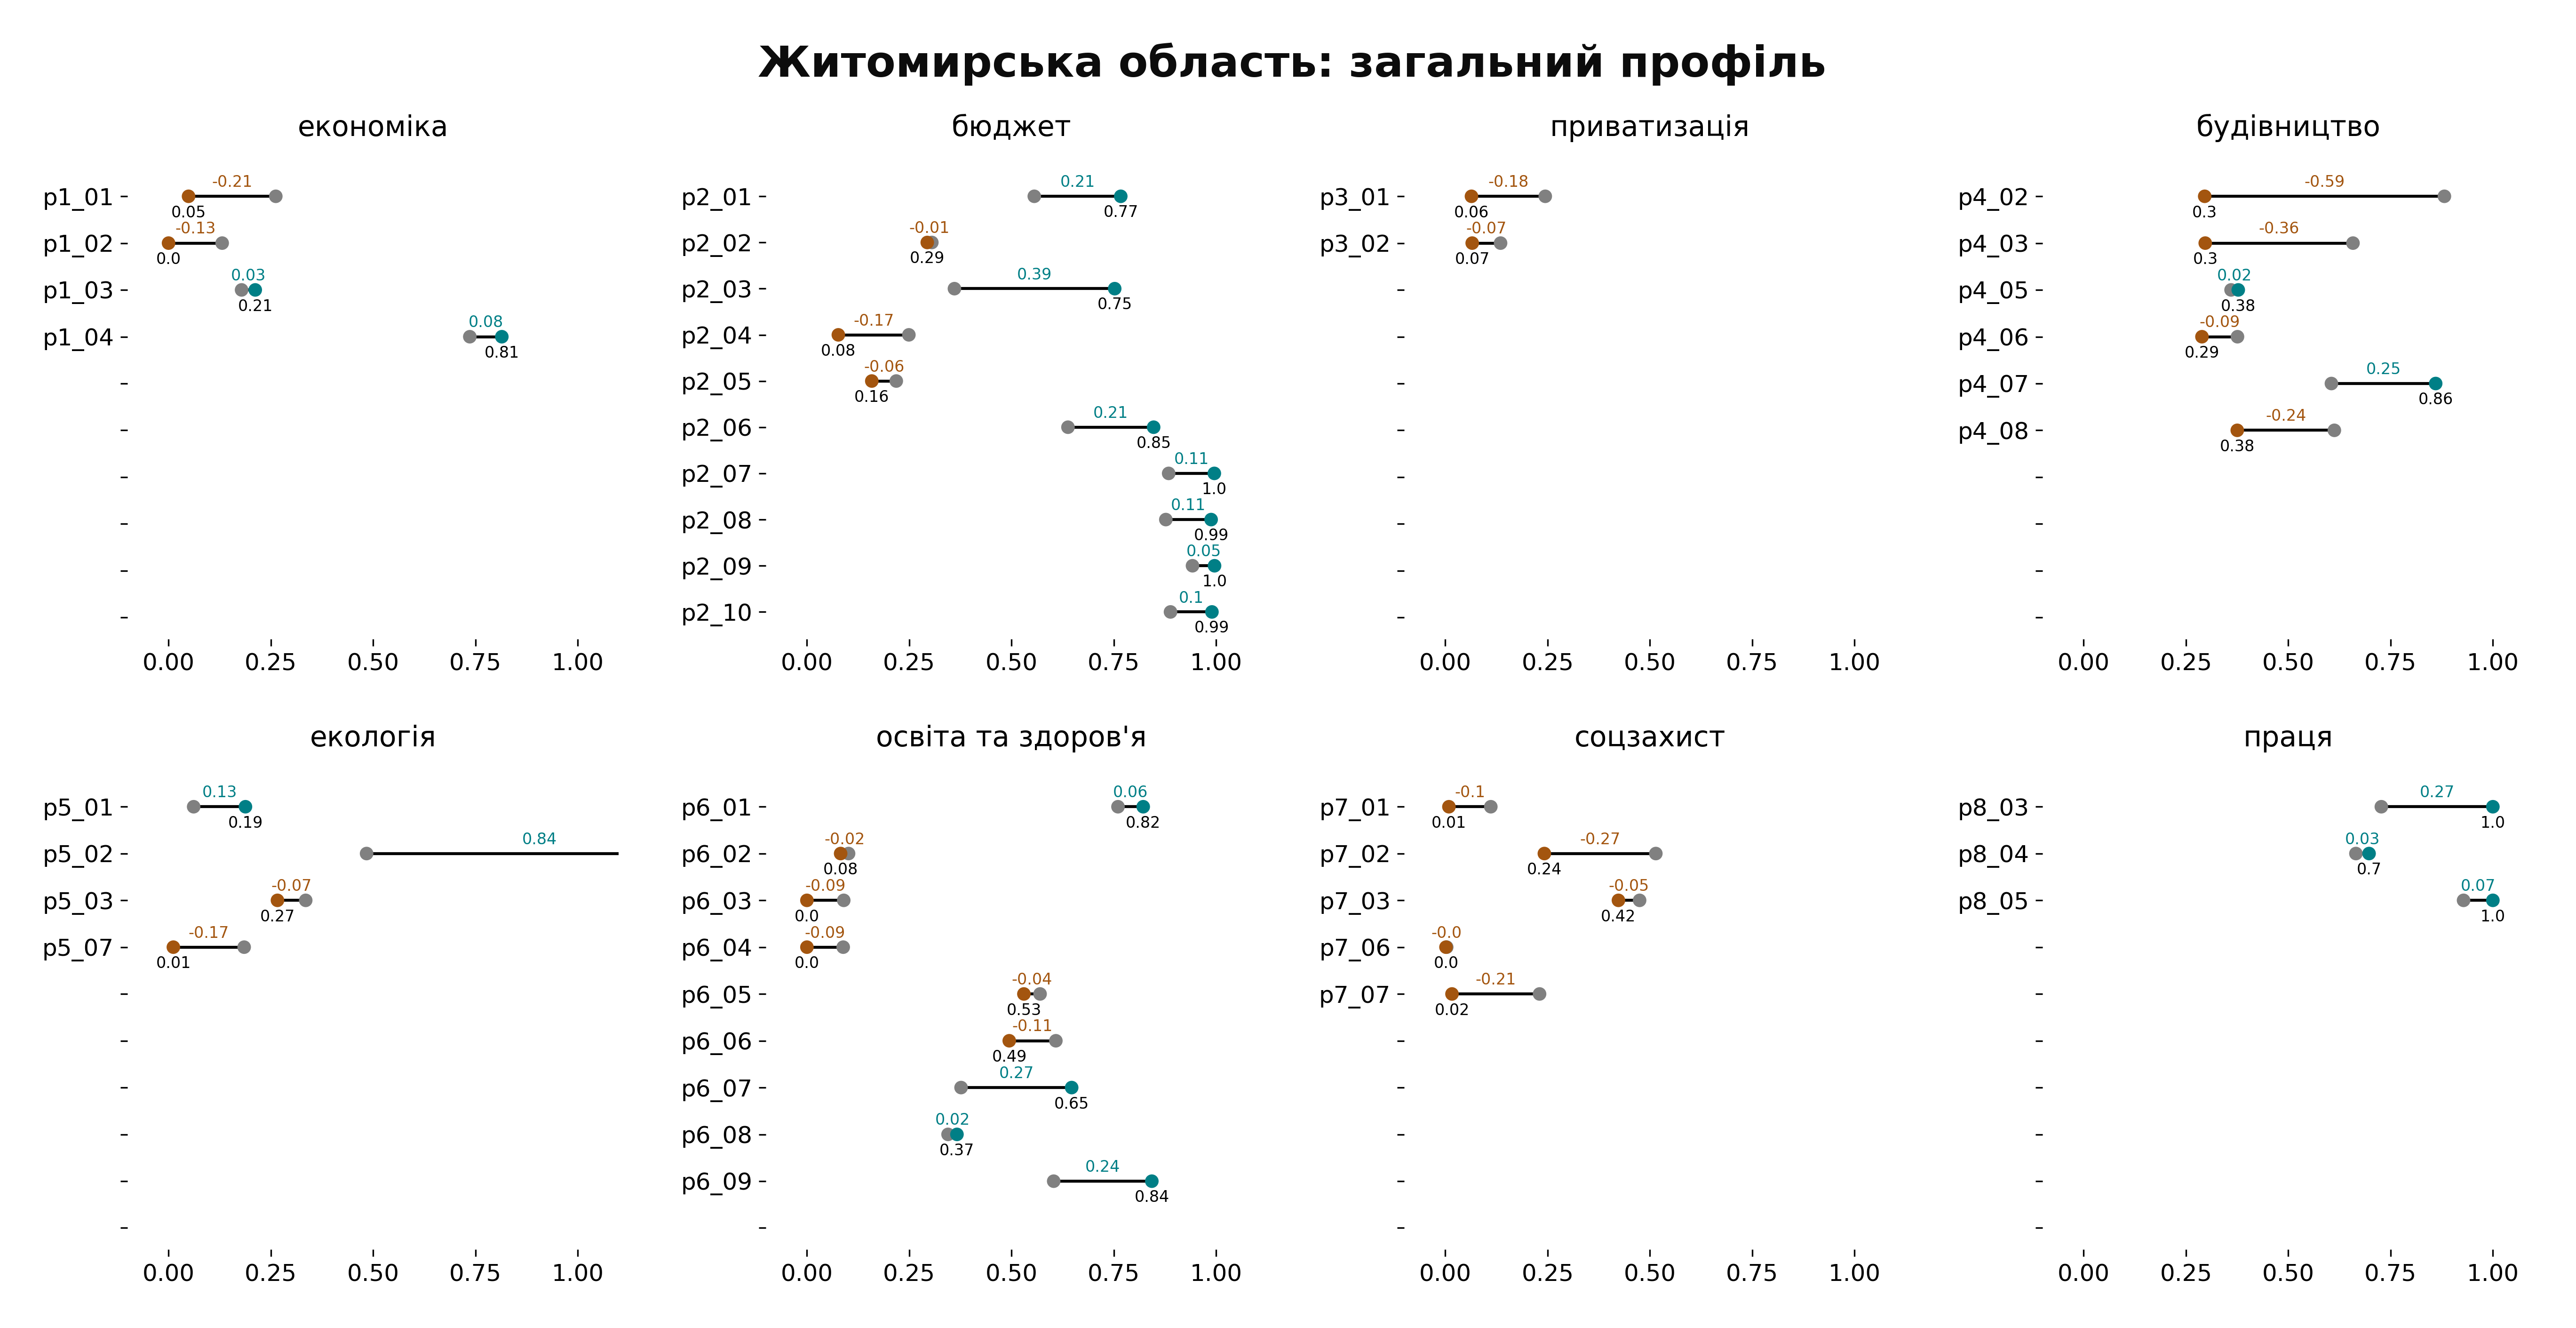 Житомирська область: загальний профіль
економіка
p1_01
-0.21
0.05
p1_02
-0.13
0.0
p1_03
0.03
0.21
p1_04
0.08
0.81
0.00 0.25 0.50 0.75 1.00
бюджет
p2_01
0.21
0.77
p2_02
-0.01
0.29
p2_03
0.39
0.75
p2_04
-0.17
0.08
p2_05
-0.06
0.16
p2_06
0.21
0.85
p2_07
0.11
1.0
p2_08
0.11
0.99
p2_09
0.05
1.0
p2_10
0.1
0.99
0.00 0.25 0.50 0.75 1.00
приватизація
p3_01
-0.18
0.06
p3_02
-0.07
0.07
0.00 0.25 0.50 0.75 1.00
будівництво
p4_02
-0.59
0.3
p4_03
-0.36
0.3
p4_05
0.02
0.38
p4_06
-0.09
0.29
p4_07
0.25
0.86
p4_08
-0.24
0.38
0.00 0.25 0.50 0.75 1.00
екологія
p5_01
0.13
0.19
p5_02
0.84
p5_03
-0.07
0.27
p5_07
-0.17
0.01
0.00 0.25 0.50 0.75 1.00
освіта та здоров'я
p6_01
0.06
0.82
p6_02
-0.02
0.08
p6_03
-0.09
0.0
p6_04
-0.09
0.0
p6_05
-0.04
0.53
p6_06
-0.11
0.49
p6_07
0.27
0.65
p6_08
0.02
0.37
p6_09
0.24
0.84
0.00 0.25 0.50 0.75 1.00
соцзахист
p7_01
-0.1
0.01
p7_02
-0.27
0.24
p7_03
-0.05
0.42
p7_06
-0.0
0.0
p7_07
-0.21
0.02
0.00 0.25 0.50 0.75 1.00
праця
p8_03
0.27
1.0
p8_04
0.03
0.7
p8_05
0.07
1.0
0.00 0.25 0.50 0.75 1.00